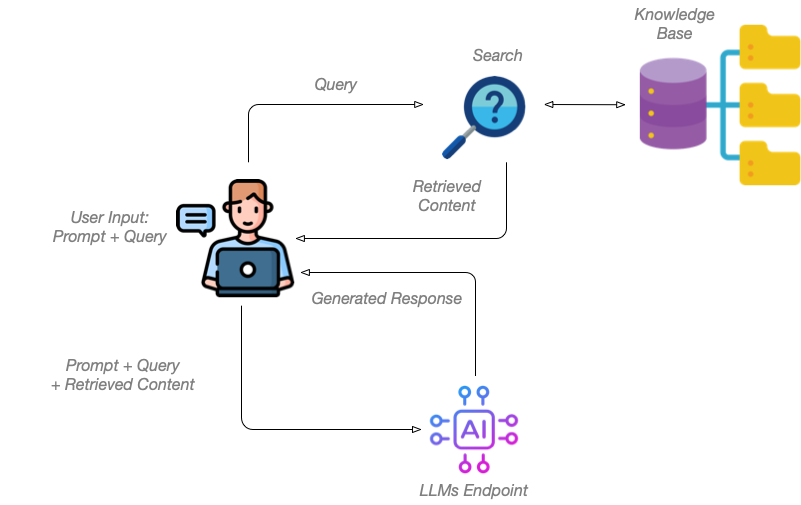 Knowledge
Base
Search
Query
?
Retrieved
Content
User Input:
Prompt + Query
Generated Response
Prompt + Query
+ Retrieved Content
AI
LLMs Endpoint